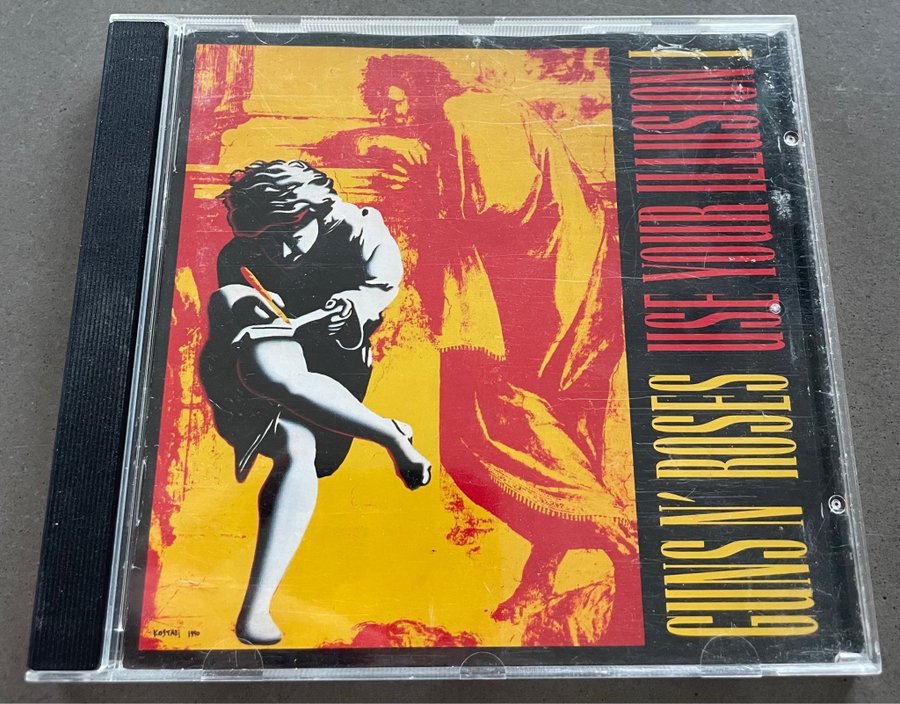 GUNS N' ROSES USE YOUR ILLUSION I
KOSTABI 1990